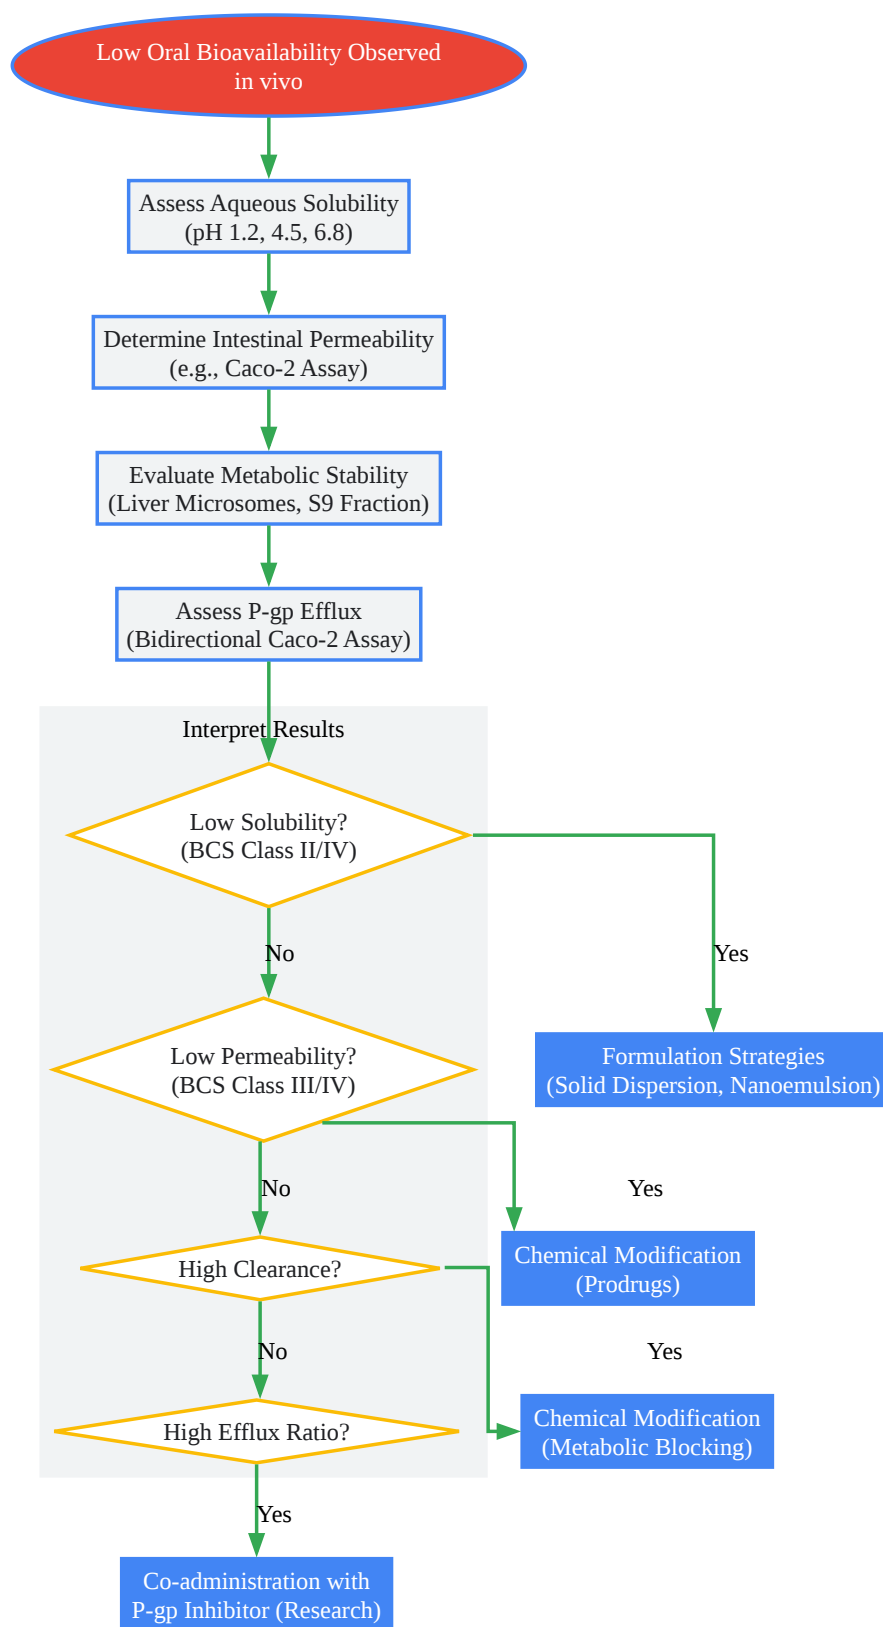 Low Oral Bioavailability Observed
in vivo
Assess Aqueous Solubility
(pH 1.2, 4.5, 6.8)
Determine Intestinal Permeability
(e.g., Caco-2 Assay)
Evaluate Metabolic Stability
(Liver Microsomes, S9 Fraction)
Assess P-gp Efflux
(Bidirectional Caco-2 Assay)
Interpret Results
Low Solubility?
(BCS Class II/IV)
No
Yes
Low Permeability?
(BCS Class III/IV)
Formulation Strategies
(Solid Dispersion, Nanoemulsion)
No
Yes
High Clearance?
Chemical Modification
(Prodrugs)
No
Yes
High Efflux Ratio?
Chemical Modification
(Metabolic Blocking)
Yes
Co-administration with
P-gp Inhibitor (Research)